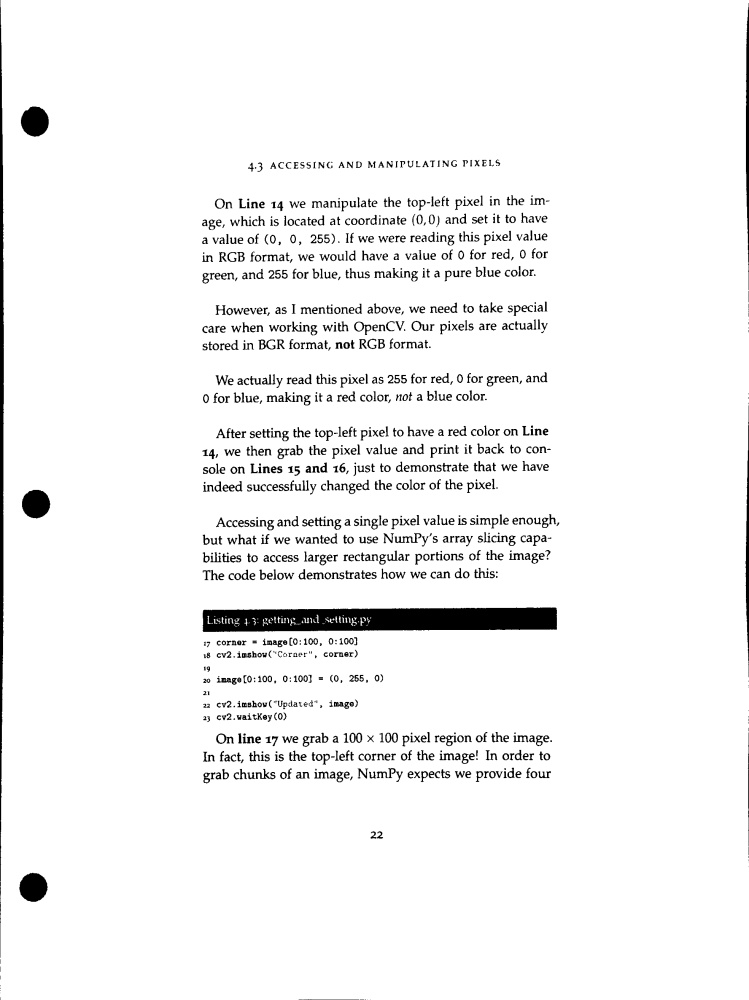 4.3 ACCESSING AND MANIPULATING PIXELS
On Line 14 we manipulate the top-left pixel in the im-
age, which is located at coordinate (0,0) and set it to have
a value of (0, 0, 255). If we were reading this pixel value
in RGB format, we would have a value of 0 for red, 0 for
green, and 255 for blue, thus making it a pure blue color.
However, as I mentioned above, we need to take special
care when working with OpenCV. Our pixels are actually
stored in BGR format, not RGB format.
We actually read this pixel as 255 for red, 0 for green, and
0 for blue, making it a red color, not a blue color.
After setting the top-left pixel to have a red color on Line
14, we then grab the pixel value and print it back to con-
sole on Lines 15 and 16, just to demonstrate that we have
indeed successfully changed the color of the pixel.
Accessing and setting a single pixel value is simple enough,
but what if we wanted to use NumPy's array slicing capa-
bilities to access larger rectangular portions of the image?
The code below demonstrates how we can do this:
Listing 4.3: getting_and_setting.py
17 corner = image[0:100, 0:100]
18 cv2.imshow("Corner", corner)
19
20 image[0:100, 0:100] = (0, 255, 0)
21
22 cv2.imshow("Updated", image)
23 cv2.waitKey(0)
On line 17 we grab a 100 × 100 pixel region of the image.
In fact, this is the top-left corner of the image! In order to
grab chunks of an image, NumPy expects we provide four
22